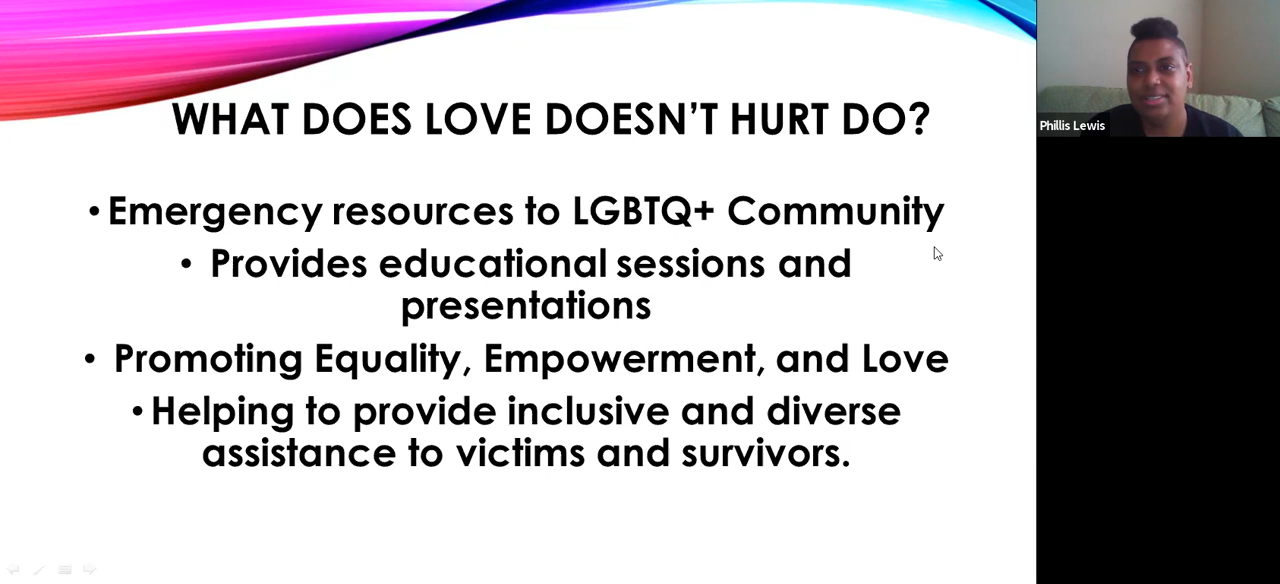 WHAT DOES LOVE DOESN’T HURT DO?
• Emergency resources to LGBTQ+ Community
• Provides educational sessions and
presentations
• Promoting Equality, Empowerment, and Love
• Helping to provide inclusive and diverse
assistance to victims and survivors.
Phillis Lewis